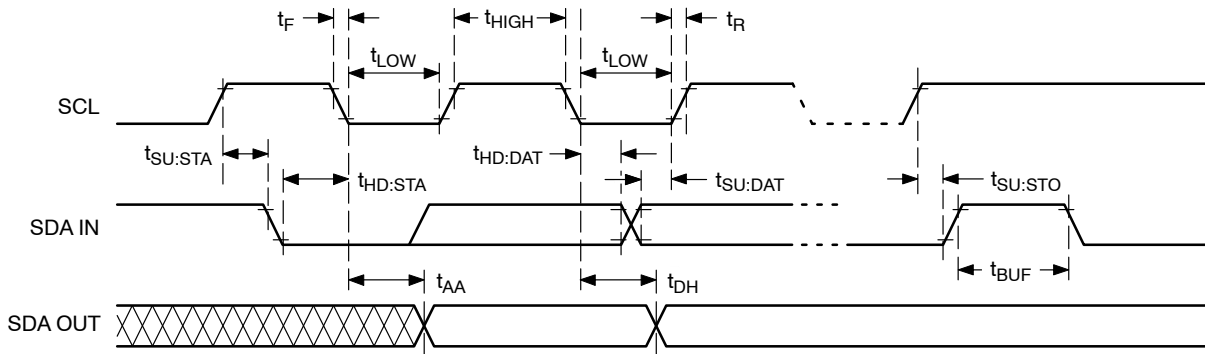 tF
tHIGH
tR
tLOW
tLOW
SCL
tSU:STA
tHD:DAT
tHD:STA
tSU:DAT
tSU:STO
SDA IN
tBUF
tAA
tDH
SDA OUT